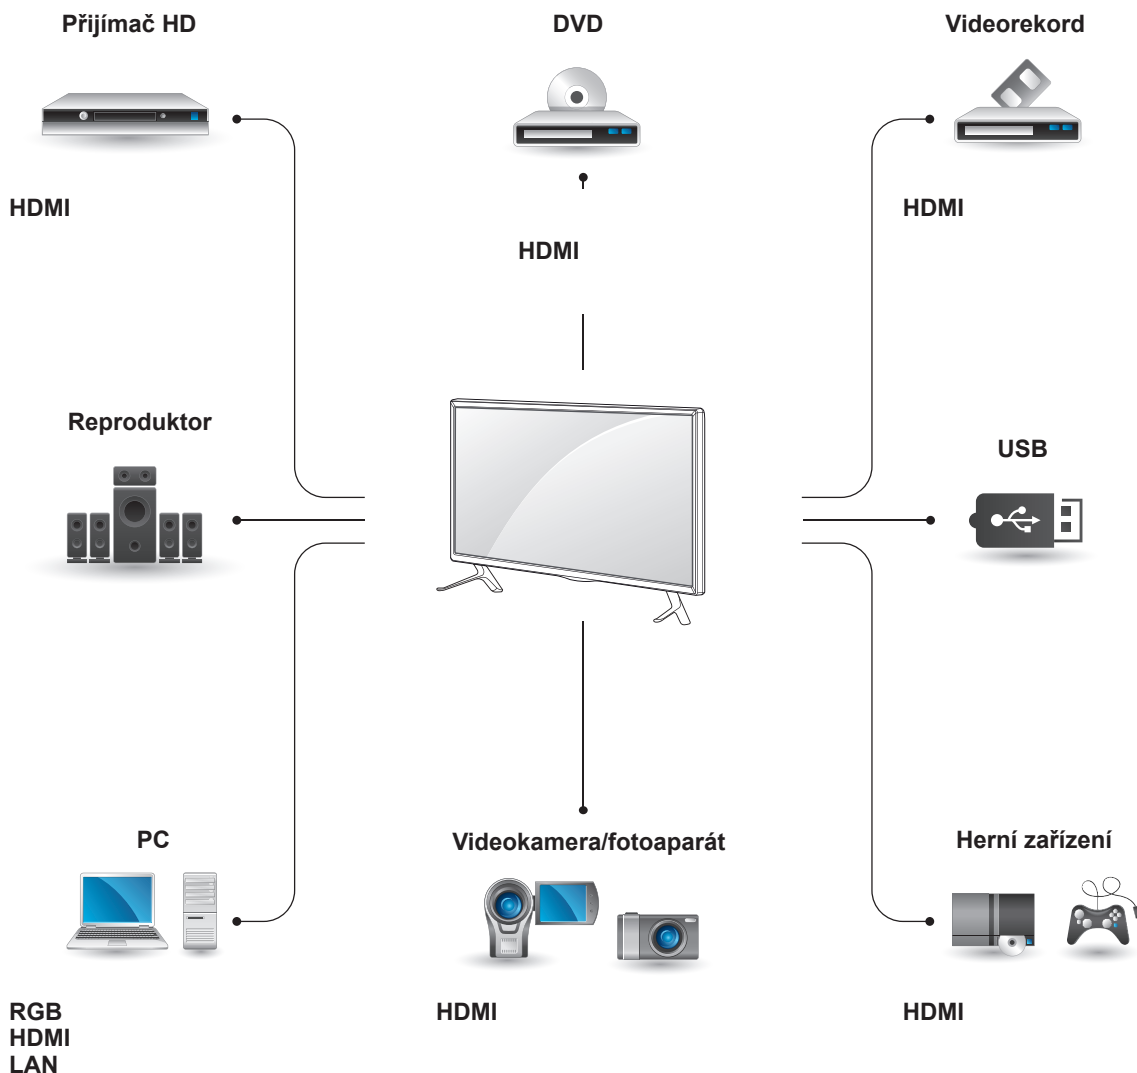 Přijímač HD
DVD
Videorekord
HDMI
HDMI
HDMI
Reproduktor
USB
PC
Videokamera/fotoaparát
Herní zařízení
RGB
HDMI
LAN
HDMI
HDMI